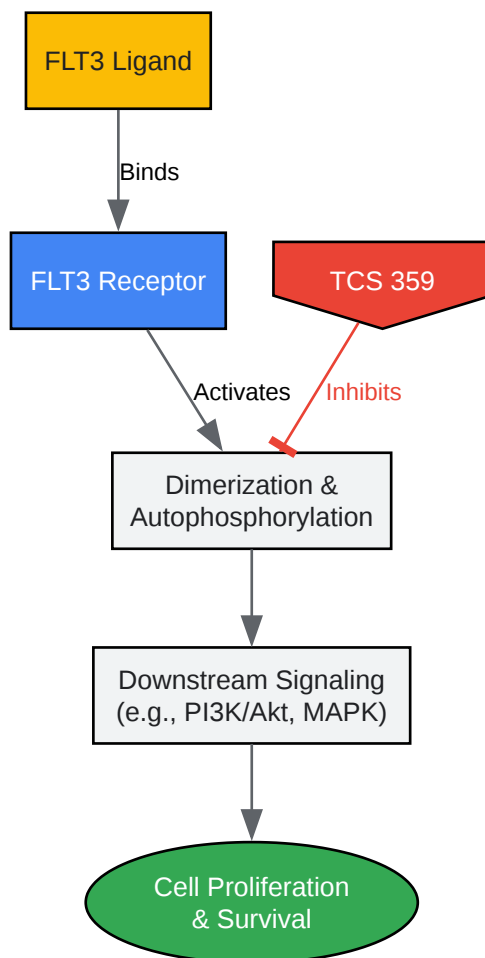 FLT3 Ligand
Binds
FLT3 Receptor
TCS 359
Activates
Inhibits
Dimerization &
Autophosphorylation
Downstream Signaling
(e.g., PI3K/Akt, MAPK)
Cell Proliferation
& Survival